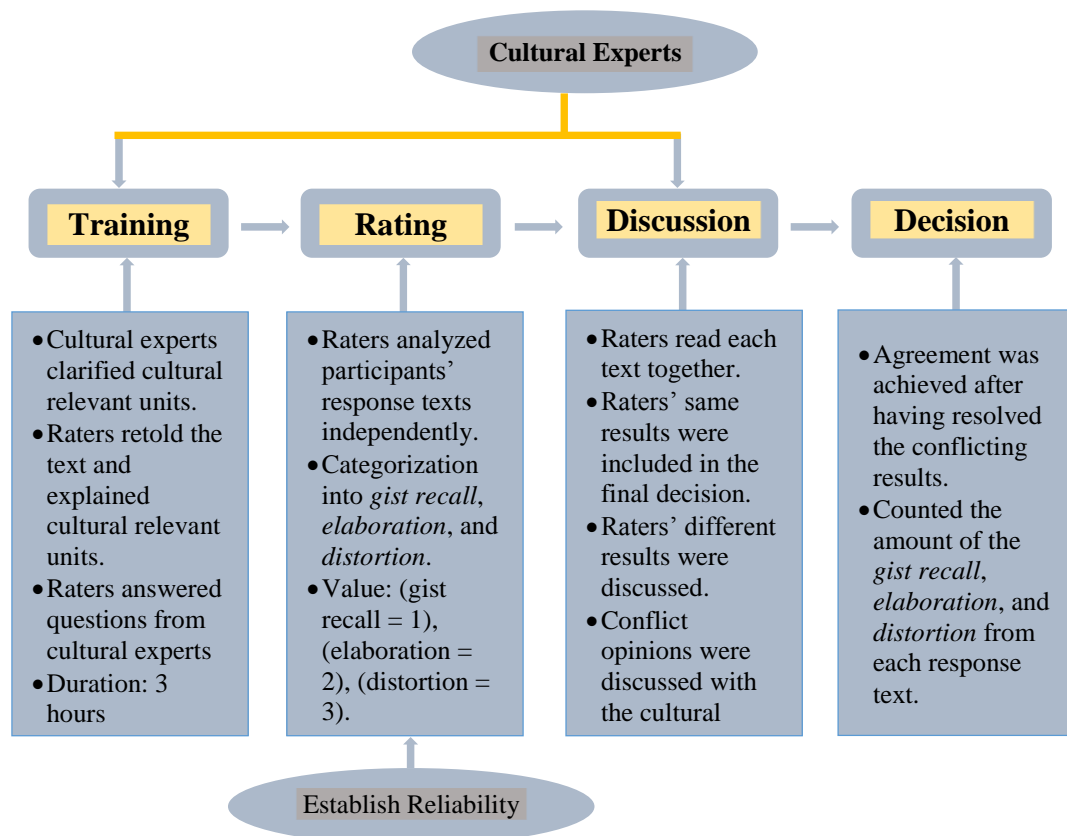 Cultural Experts
Training
Rating
Discussion
Decision
• Cultural experts
clarified cultural
relevant units.
• Raters retold the
text and
explained
cultural relevant
units.
• Raters answered
questions from
cultural experts
• Duration: 3
hours
• Raters analyzed
participants’
response texts
independently.
• Categorization
into gist recall,
elaboration, and
distortion.
• Value: (gist
recall = 1),
(elaboration =
2), (distortion =
3).
• Raters read each
text together.
• Raters’ same
results were
included in the
final decision.
• Raters’ different
results were
discussed.
• Conflict
opinions were
discussed with
the cultural
• Agreement was
achieved after
having resolved
the conflicting
results.
• Counted the
amount of the
gist recall,
elaboration, and
distortion from
each response
text.
Establish Reliability